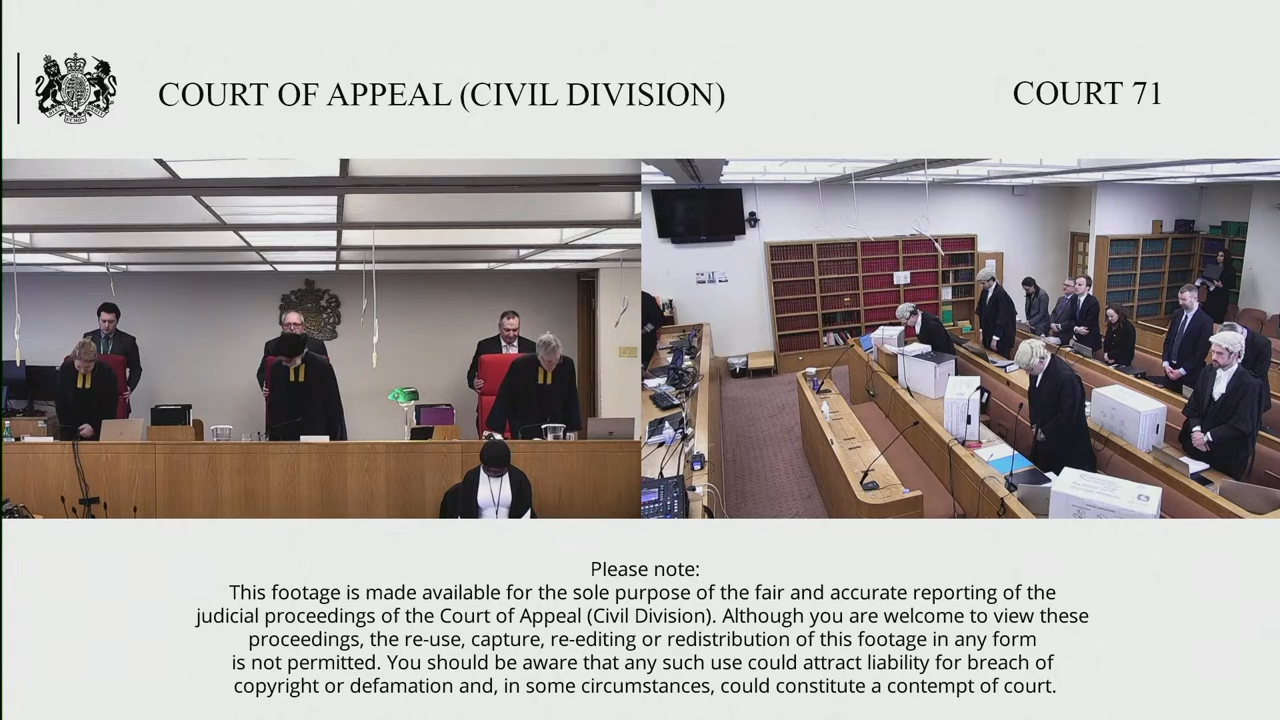 COURT OF APPEAL (CIVIL DIVISION)
COURT 71
Please note:
This footage is made available for the sole purpose of the fair and accurate reporting of the
judicial proceedings of the Court of Appeal (Civil Division). Although you are welcome to view these
proceedings, the re-use, capture, re-editing or redistribution of this footage in any form
is not permitted. You should be aware that any such use could attract liability for breach of
copyright or defamation and, in some circumstances, could constitute a contempt of court.